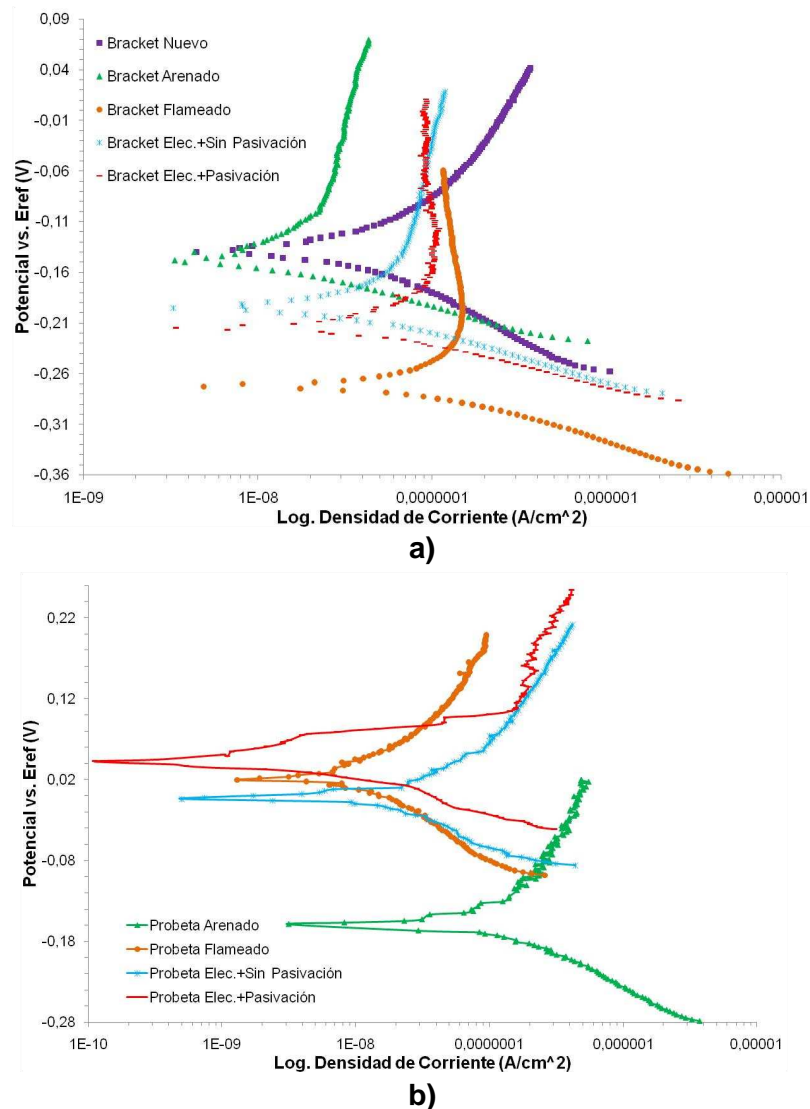 0,09
Bracket Nuevo
0,04
Bracket Arenado
Bracket Flameado
-0,01
Bracket Elec.+Sin Pasivación
-0,06
Bracket Elec.+Pasivación
-0,11
-0,16
-0,21
-0,26
-0,31
-0,36
Potencial vs. Eref (V)
1E-09 1E-08 0,0000001 0,000001 0,00001
Log. Densidad de Corriente (A/cm^2)
a)
0,22
0,12
0,02
-0,08
-0,18
-0,28
Potencial vs. Eref (V)
Probeta Arenado
Probeta Flameado
Probeta Elec.+Sin Pasivación
Probeta Elec.+Pasivación
1E-10 1E-09 1E-08 0,0000001 0,000001 0,00001
Log. Densidad de Corriente (A/cm^2)
b)